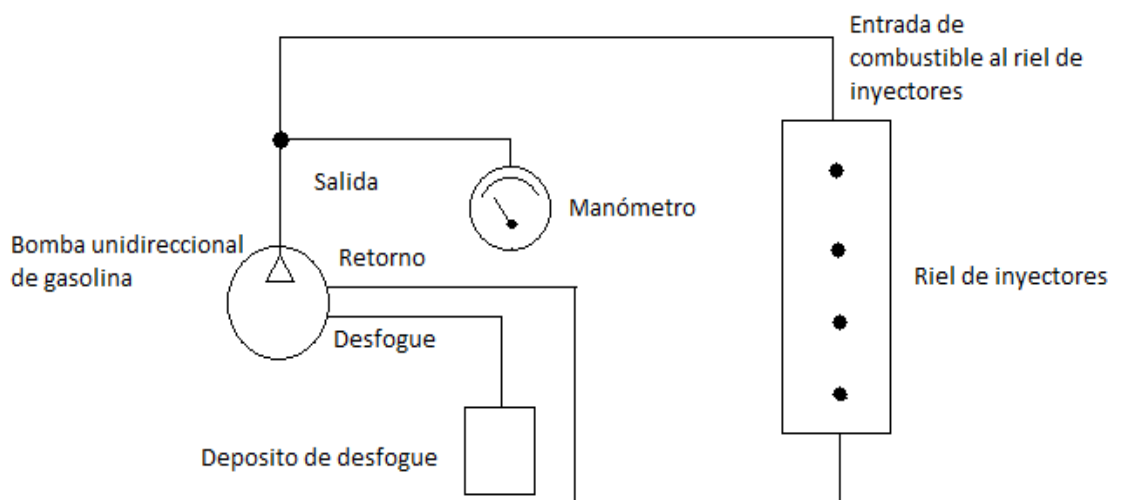 Entrada de
combustible al riel de
inyectores
Salida
Manómetro
Bomba unidireccional
de gasolina
Retorno
Riel de inyectores
Desfogue
Deposito de desfogue